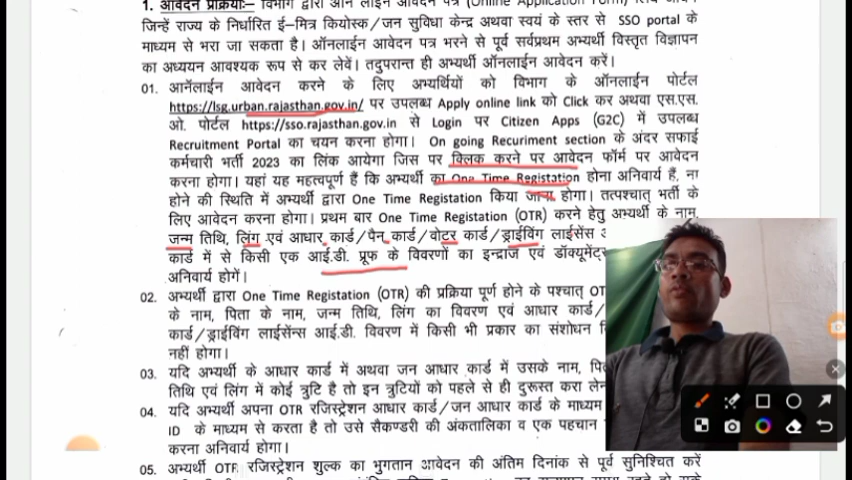 1. आवेदन प्रक्रियाः– विभाग द्वारा ऑन लाईन आवेदन पत्र (Online Application Form)
जिन्हें राज्य के निर्धारित ई–मित्र कियोस्क/जन सुविधा केन्द्र अथवा स्वयं के स्तर से SSO portal के
माध्यम से भरा जा सकता है। ऑनलाईन आवेदन पत्र भरने से पूर्व सर्वप्रथम अभ्यर्थी विस्तृत विज्ञापन
का अध्ययन आवश्यक रूप से कर लेवें। तदुपरान्त ही अभ्यर्थी ऑनलाईन आवेदन करें।
01. आनॅलाईन आवेदन करने के लिए अभ्यर्थियों को विभाग के ऑनलाईन पोर्टल
https://lsg.urban.rajasthan.gov.in/ पर उपलब्ध Apply online link को Click कर अथवा एस.एस.
ओ. पोर्टल https://sso.rajasthan.gov.in से Login पर Citizen Apps (G2C) में उपलब्ध
Recruitment Portal का चयन करना होगा। On going Recuriment section के अंदर सफाई
कर्मचारी भर्ती 2023 का लिंक आयेगा जिस पर क्लिक करने पर आवेदन फॉर्म पर आवेदन
करना होगा। यहां यह महत्वपूर्ण हैं कि अभ्यर्थी का One Time Registation होना अनिवार्य हैं, ना
होने की स्थिति में अभ्यर्थी द्वारा One Time Registation किया जाना होगा। तत्पश्चात् भर्ती के
लिए आवेदन करना होगा। प्रथम बार One Time Registation (OTR) करने हेतु अभ्यर्थी के नाम,
जन्म तिथि, लिंग एवं आधार कार्ड/पैन कार्ड/वोटर कार्ड/ड्राईविंग लाईसेंस
कार्ड में से किसी एक आई.डी. प्रूफ के विवरणों का इन्द्राज एवं डॉक्यूमेंट्
अनिवार्य होगें।
02. अभ्यर्थी द्वारा One Time Registation (OTR) की प्रक्रिया पूर्ण होने के पश्चात् OT
के नाम, पिता के नाम, जन्म तिथि, लिंग का विवरण एवं आधार कार्ड/
कार्ड/ड्राईविंग लाईसेंन्स आई.डी. विवरण में किसी भी प्रकार का संशोधन
नहीं होगा।
03. यदि अभ्यर्थी के आधार कार्ड में अथवा जन आधार कार्ड में उसके नाम,
तिथि एवं लिंग में कोई त्रुटि है तो इन त्रुटियों को पहले से ही दुरूस्त करा
04. यदि अभ्यर्थी अपना OTR रजिस्ट्रेशन आधार कार्ड/जन आधार कार्ड के माध्यम
ID के माध्यम से करता है तो उसे सैकण्डरी की अंकतालिका व एक पहचान
करना अनिवार्य होगा।
05. अभ्यर्थी OTR रजिस्ट्रेशन शुल्क का भुगतान आवेदन की अंतिम दिनांक से पूर्व सुनिश्चित करें